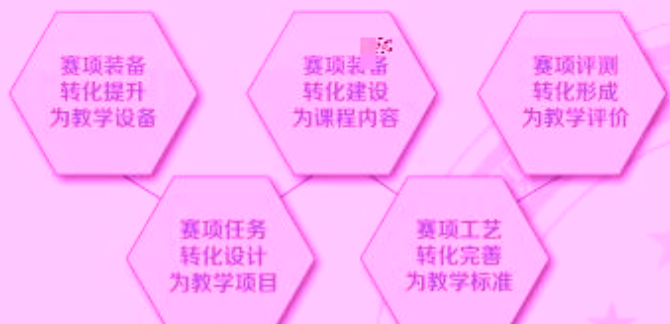 赛项装备
转化提升
为教学设备
赛项装备
转化建设
为课程内容
赛项评测
转化形成
为教学评价
赛项任务
转化设计
为教学项目
赛项工艺
转化完善
为教学标准